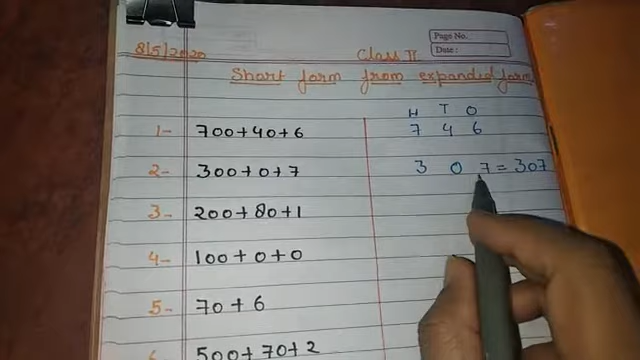 Page No.
Date :
8/5/2020 Class II
Short form from expanded form
H T O
1- 700+40+6 7 4 6
2- 300+0+7 3 0 7 = 307
3- 200+80+1
4- 100+0+0
5- 70+6
6- 500+70+2